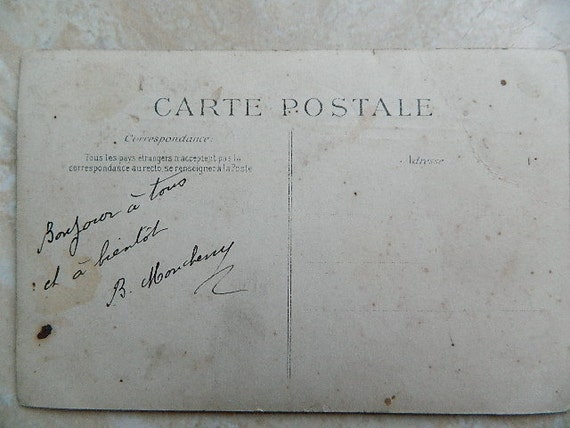 CARTE POSTALE
Correspondance:
Tous les pays étrangers n'acceptent pas la
correspondance au recto, se renseigner à la Poste
Adresse
Bonjour à tous
et à bientôt
B.